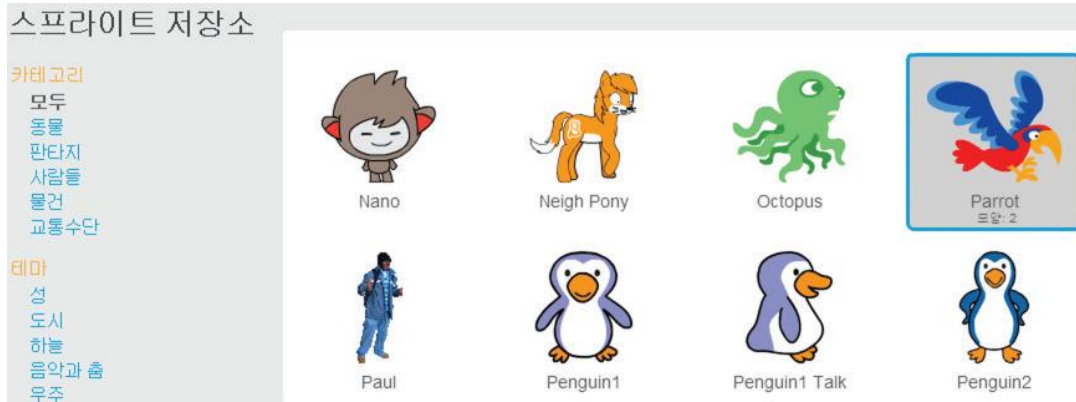 스프라이트 저장소
카테고리
모두
동물
판타지
사람들
물건
교통수단
테마
성
도시
하늘
음악과 춤
우주
Nano
Neigh Pony
Octopus
Parrot
모양: 2
Paul
Penguin1
Penguin1 Talk
Penguin2